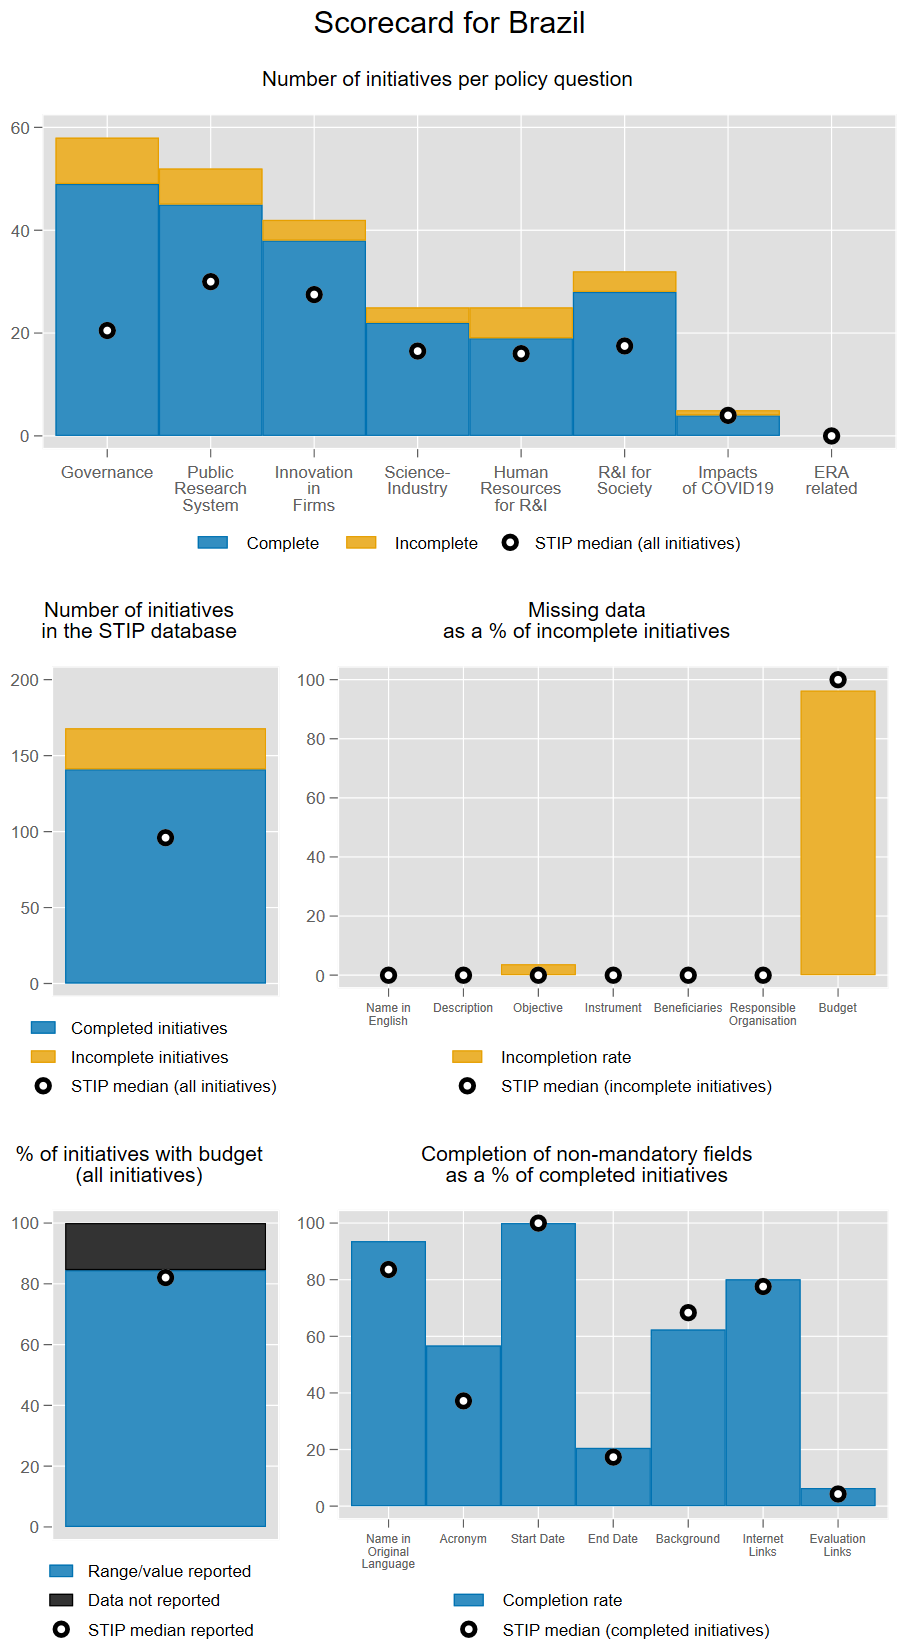 Scorecard for Brazil
Number of initiatives per policy question
60
40
20
0
Governance
Public
Research
System
Innovation
in
Firms
Science-
Industry
Human
Resources
for R&I
R&I for
Society
Impacts
of COVID19
ERA
related
Complete
Incomplete
STIP median (all initiatives)
Number of initiatives
in the STIP database
200
150
100
50
0
Completed initiatives
Incomplete initiatives
STIP median (all initiatives)
Missing data
as a % of incomplete initiatives
100
80
60
40
20
0
Name in
English
Description
Objective
Instrument
Beneficiaries
Responsible
Organisation
Budget
Incompletion rate
STIP median (incomplete initiatives)
% of initiatives with budget
(all initiatives)
100
80
60
40
20
0
Range/value reported
Data not reported
STIP median reported
Completion of non-mandatory fields
as a % of completed initiatives
100
80
60
40
20
0
Name in
Original
Language
Acronym
Start Date
End Date
Background
Internet
Links
Evaluation
Links
Completion rate
STIP median (completed initiatives)